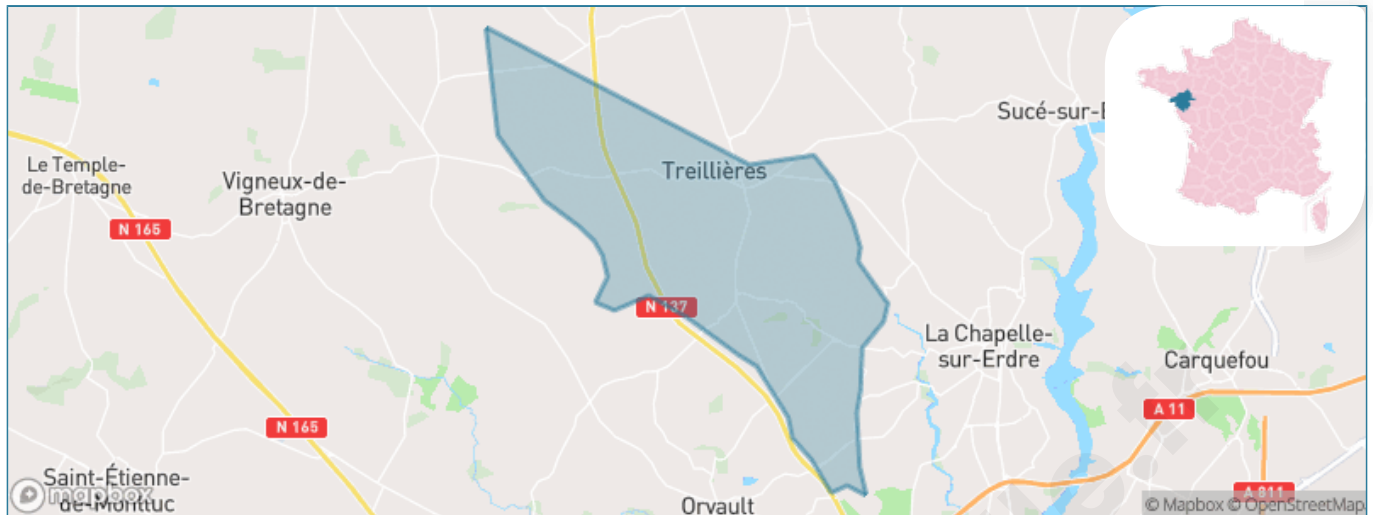 Sucé-sur-E
Le Temple-
de-Bretagne
Treillières
Vigneux-de-
Bretagne
N 165
N 137
La Chapelle-
sur-Erdre
Carquefou
A 11
N 165
Saint-Étienne-
de-Montluc
mapbox
Orvault
A 811
© Mapbox © OpenStreetMap